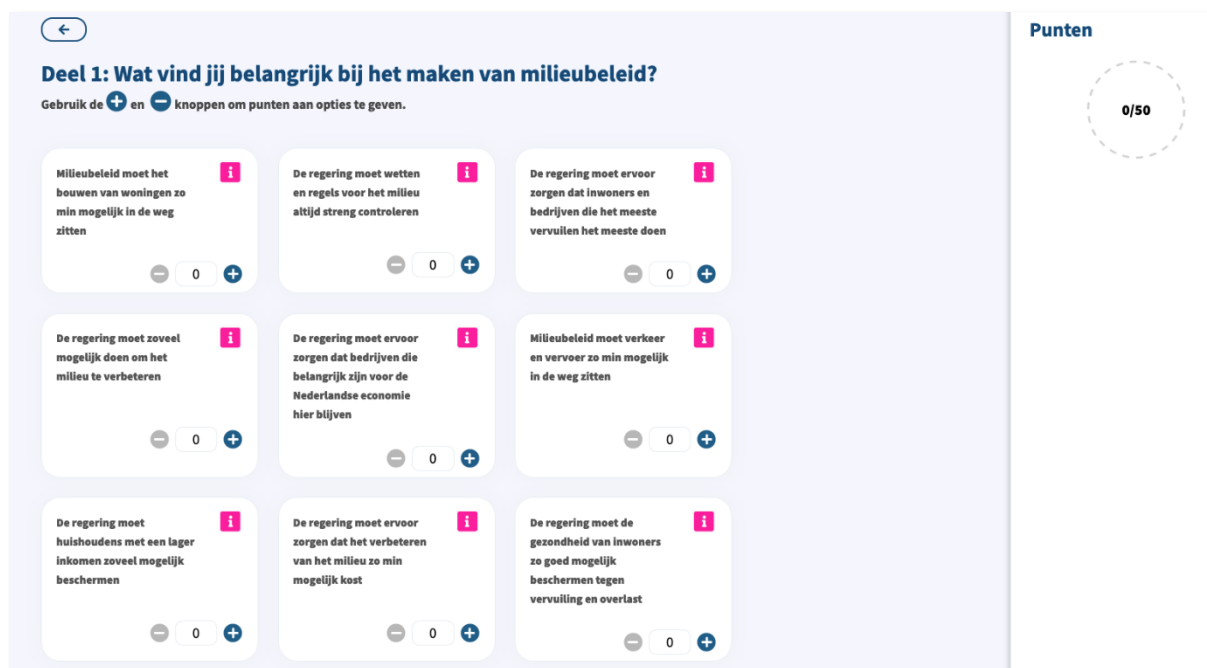 Punten
Deel 1: Wat vind jij belangrijk bij het maken van milieubeleid?
Gebruik de + en − knoppen om punten aan opties te geven.
0/50
Milieubeleid moet het
bouwen van woningen zo
min mogelijk in de weg
zitten
0
De regering moet wetten
en regels voor het milieu
altijd streng controleren
0
De regering moet ervoor
zorgen dat inwoners en
bedrijven die het meeste
vervuilen het meeste doen
0
De regering moet zoveel
mogelijk doen om het
milieu te verbeteren
0
De regering moet ervoor
zorgen dat bedrijven die
belangrijk zijn voor de
Nederlandse economie
hier blijven
0
Milieubeleid moet verkeer
en vervoer zo min mogelijk
in de weg zitten
0
De regering moet
huishoudens met een lager
inkomen zoveel mogelijk
beschermen
0
De regering moet ervoor
zorgen dat het verbeteren
van het milieu zo min
mogelijk kost
0
De regering moet de
gezondheid van inwoners
zo goed mogelijk
beschermen tegen
vervuiling en overlast
0